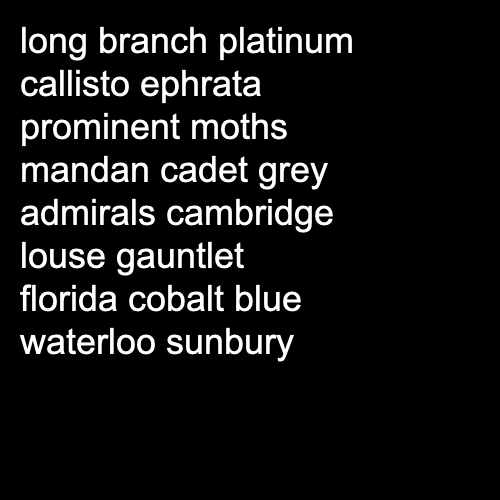 long branch platinum
callisto ephrata
prominent moths
mandan cadet grey
admirals cambridge
louse gauntlet
florida cobalt blue
waterloo sunbury